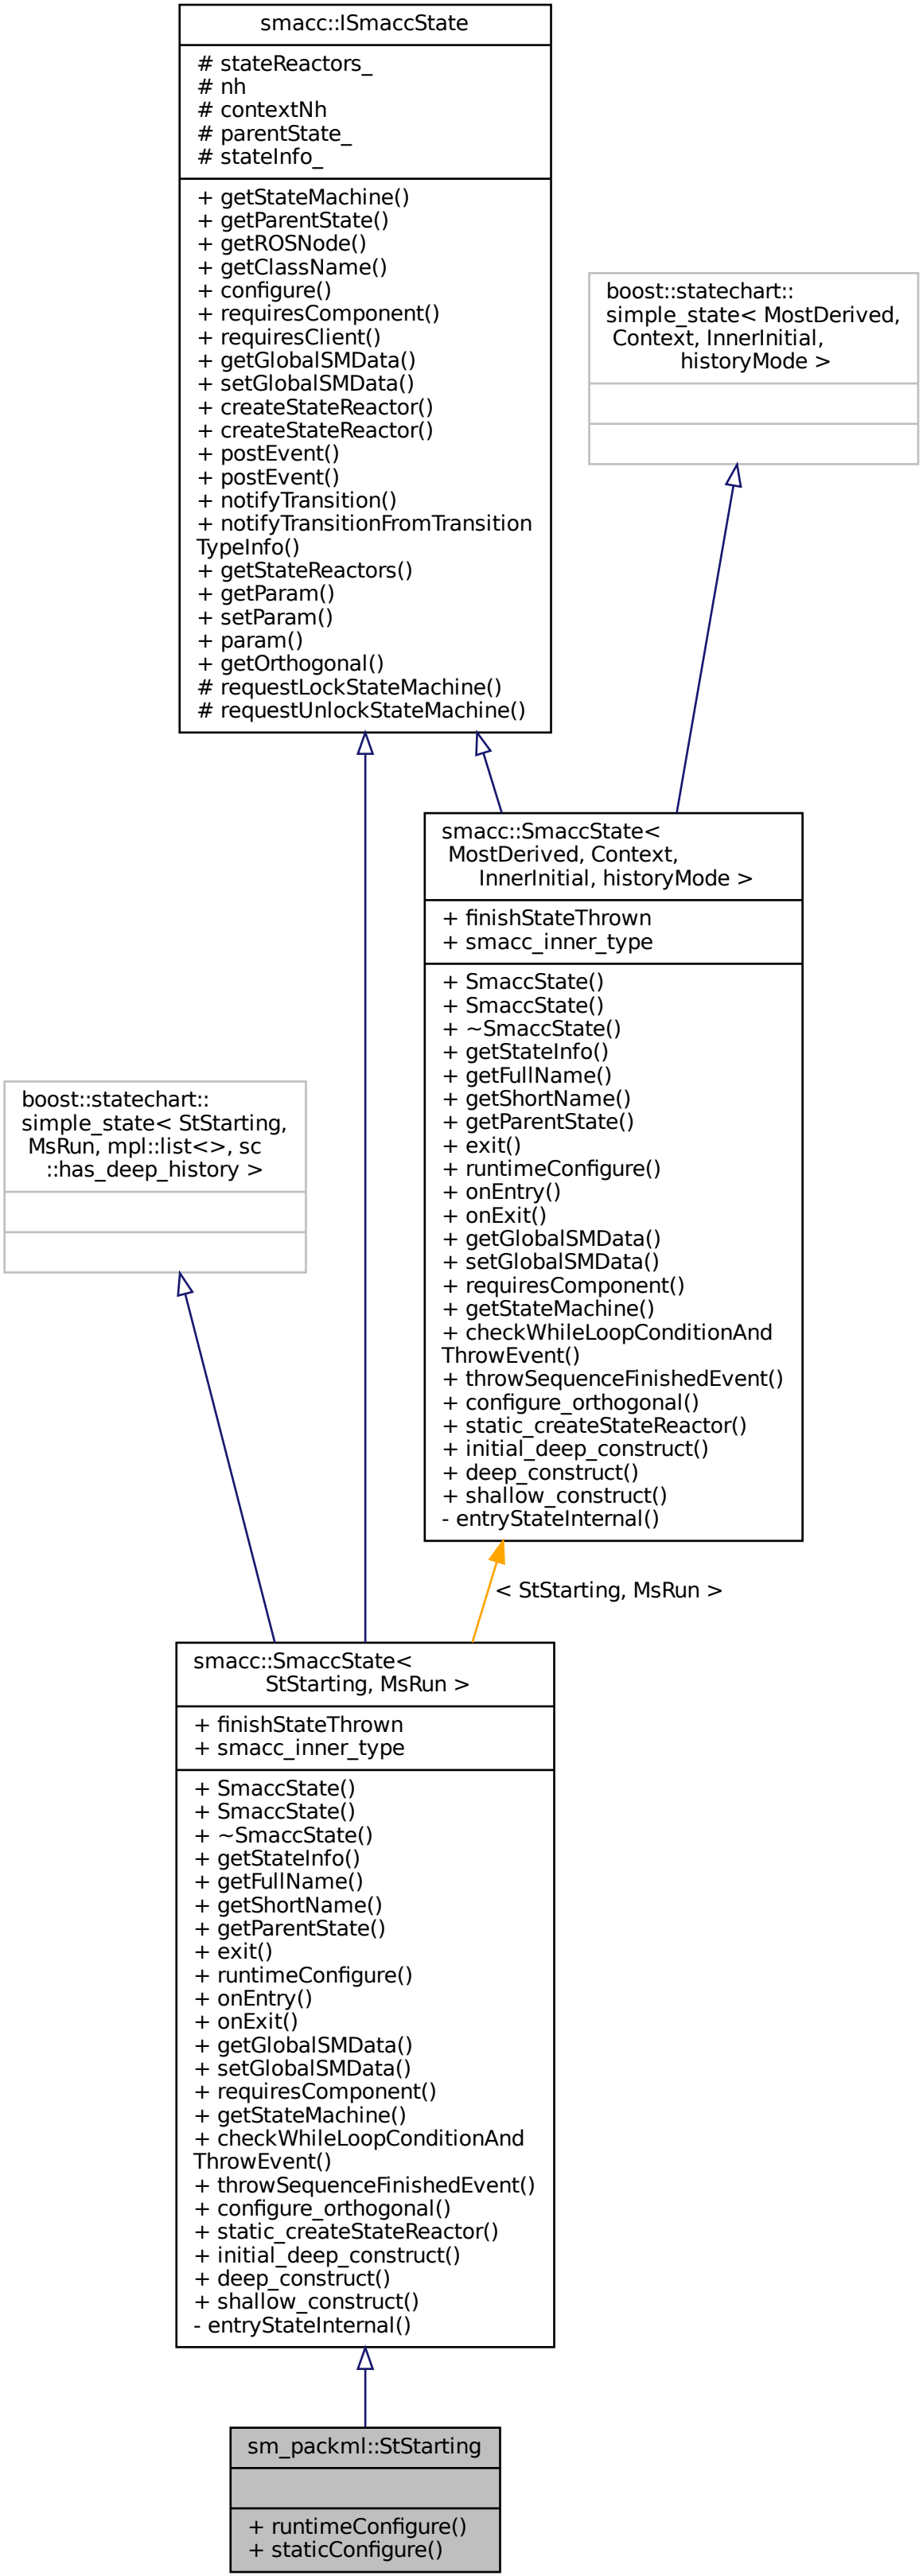 smacc::ISmaccState
# stateReactors_
# nh
# contextNh
# parentState_
# stateInfo_
+ getStateMachine()
+ getParentState()
+ getROSNode()
+ getClassName()
+ configure()
+ requiresComponent()
+ requiresClient()
+ getGlobalSMData()
+ setGlobalSMData()
+ createStateReactor()
+ createStateReactor()
+ postEvent()
+ postEvent()
+ notifyTransition()
+ notifyTransitionFromTransition
TypeInfo()
+ getStateReactors()
+ getParam()
+ setParam()
+ param()
+ getOrthogonal()
# requestLockStateMachine()
# requestUnlockStateMachine()
boost::statechart::
simple_state< MostDerived,
Context, InnerInitial,
historyMode >
smacc::SmaccState<
MostDerived, Context,
InnerInitial, historyMode >
+ finishStateThrown
+ smacc_inner_type
+ SmaccState()
+ SmaccState()
+ ~SmaccState()
+ getStateInfo()
+ getFullName()
+ getShortName()
+ getParentState()
+ exit()
+ runtimeConfigure()
+ onEntry()
+ onExit()
+ getGlobalSMData()
+ setGlobalSMData()
+ requiresComponent()
+ getStateMachine()
+ checkWhileLoopConditionAnd
ThrowEvent()
+ throwSequenceFinishedEvent()
+ configure_orthogonal()
+ static_createStateReactor()
+ initial_deep_construct()
+ deep_construct()
+ shallow_construct()
- entryStateInternal()
boost::statechart::
simple_state< StStarting,
MsRun, mpl::list<>, sc
::has_deep_history >
< StStarting, MsRun >
smacc::SmaccState<
StStarting, MsRun >
+ finishStateThrown
+ smacc_inner_type
+ SmaccState()
+ SmaccState()
+ ~SmaccState()
+ getStateInfo()
+ getFullName()
+ getShortName()
+ getParentState()
+ exit()
+ runtimeConfigure()
+ onEntry()
+ onExit()
+ getGlobalSMData()
+ setGlobalSMData()
+ requiresComponent()
+ getStateMachine()
+ checkWhileLoopConditionAnd
ThrowEvent()
+ throwSequenceFinishedEvent()
+ configure_orthogonal()
+ static_createStateReactor()
+ initial_deep_construct()
+ deep_construct()
+ shallow_construct()
- entryStateInternal()
sm_packml::StStarting
+ runtimeConfigure()
+ staticConfigure()